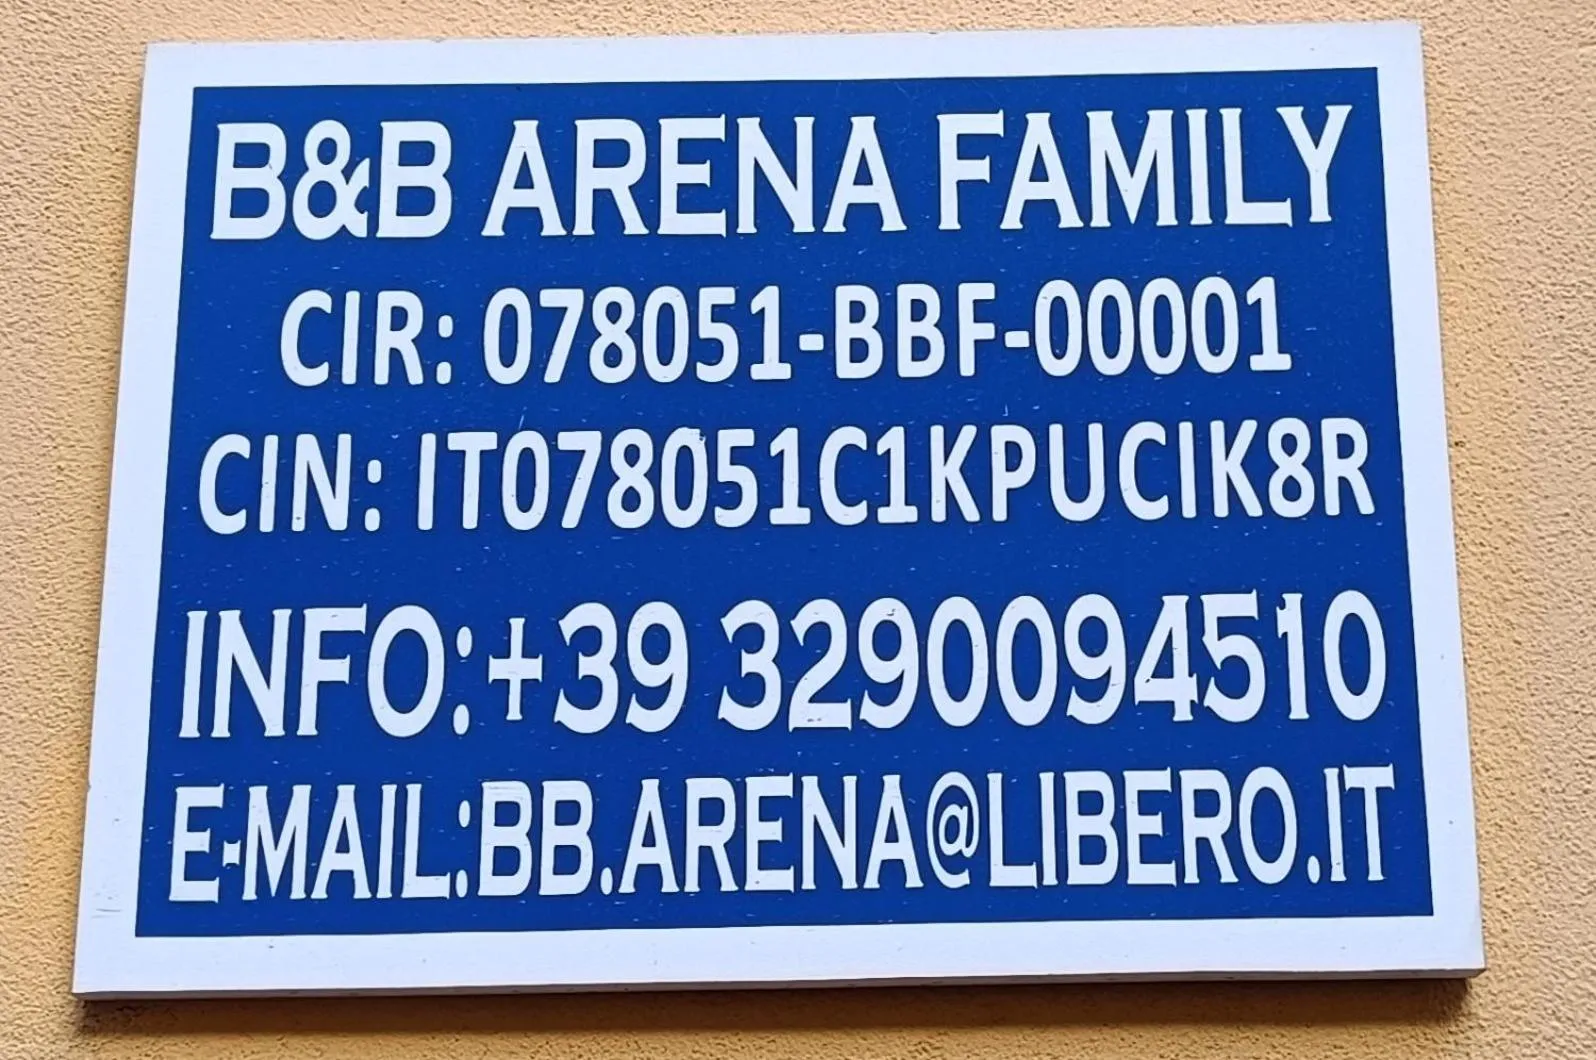 B&B ARENA FAMILY
CIR: 078051-BBF-00001
CIN: IT078051C1KPUCIK8R
INFO:+39 3290094510
E-MAIL:BB.ARENA@LIBERO.IT